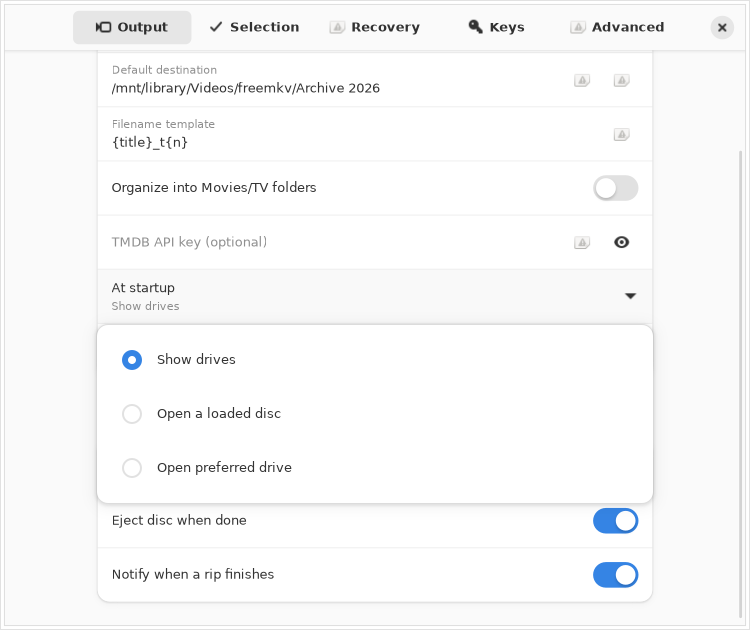 Output
Selection
Recovery
Keys
Advanced
Default destination
/mnt/library/Videos/freemkv/Archive 2026
Filename template
{title}_t{n}
Organize into Movies/TV folders
TMDB API key (optional)
At startup
Show drives
Show drives
Open a loaded disc
Open preferred drive
Eject disc when done
Notify when a rip finishes